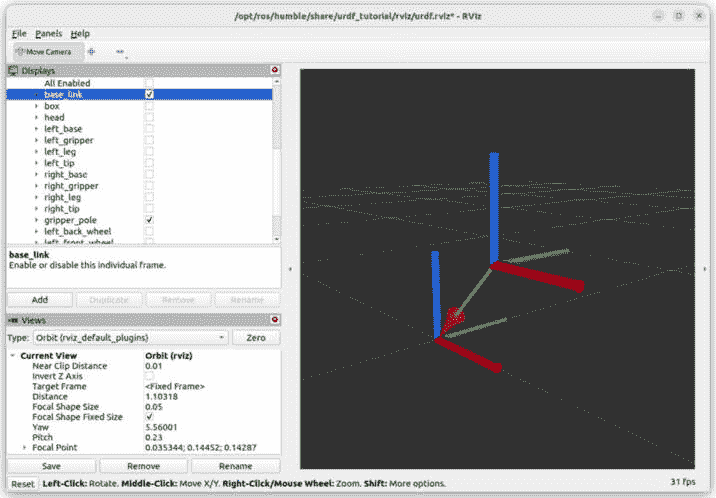 /opt/ros/humble/share/urdf_tutorial/rviz/urdf.rviz* - RViz
File Panels Help
Move Camera
Displays
All Enabled
base_link
box
head
left_base
left_gripper
left_leg
left_tip
right_base
right_gripper
right_leg
right_tip
gripper_pole
left_back_wheel
left_front_wheel
base_link
Enable or disable this individual frame.
Add Duplicate Remove Rename
Views
Type: Orbit (rviz_default_plugins) Zero
Current View Orbit (rviz)
Near Clip Distance 0.01
Invert Z Axis
Target Frame <Fixed Frame>
Distance 1.10318
Focal Shape Size 0.05
Focal Shape Fixed Size
Yaw 5.56001
Pitch 0.23
Focal Point 0.035344; 0.14452; 0.14287
Save Remove Rename
Reset Left-Click: Rotate. Middle-Click: Move X/Y. Right-Click/Mouse Wheel: Zoom. Shift: More options. 31 fps